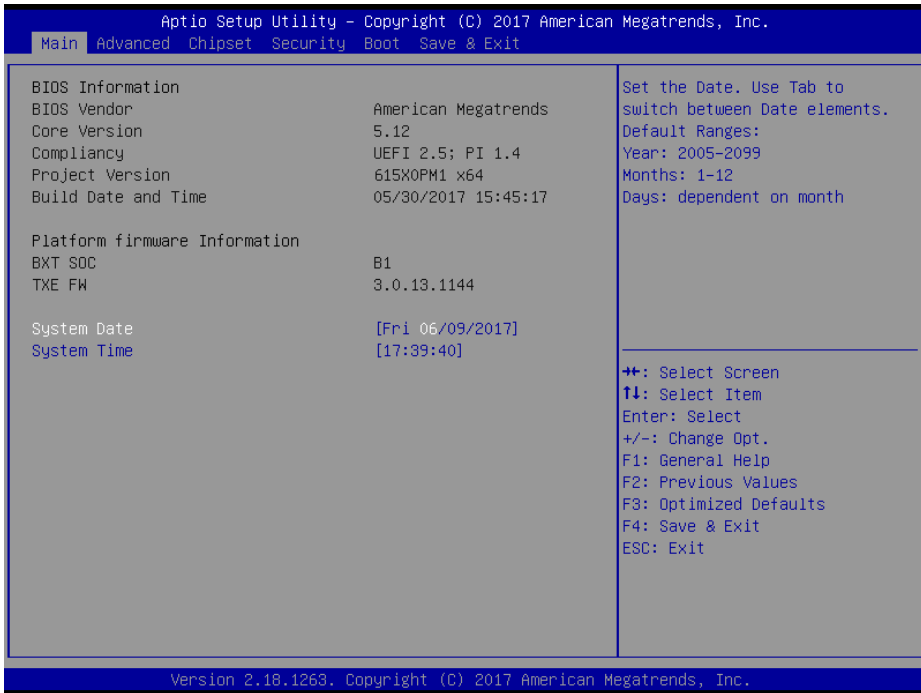 Aptio Setup Utility – Copyright (C) 2017 American Megatrends, Inc.
Main Advanced Chipset Security Boot Save & Exit
BIOS Information
BIOS Vendor American Megatrends
Core Version 5.12
Compliancy UEFI 2.5; PI 1.4
Project Version 615X0PM1 x64
Build Date and Time 05/30/2017 15:45:17
Platform firmware Information
BXT SOC B1
TXE FW 3.0.13.1144
System Date [Fri 06/09/2017]
System Time [17:39:40]
Set the Date. Use Tab to
switch between Date elements.
Default Ranges:
Year: 2005-2099
Months: 1-12
Days: dependent on month
→←: Select Screen
↑↓: Select Item
Enter: Select
+/-: Change Opt.
F1: General Help
F2: Previous Values
F3: Optimized Defaults
F4: Save & Exit
ESC: Exit
Version 2.18.1263. Copyright (C) 2017 American Megatrends, Inc.